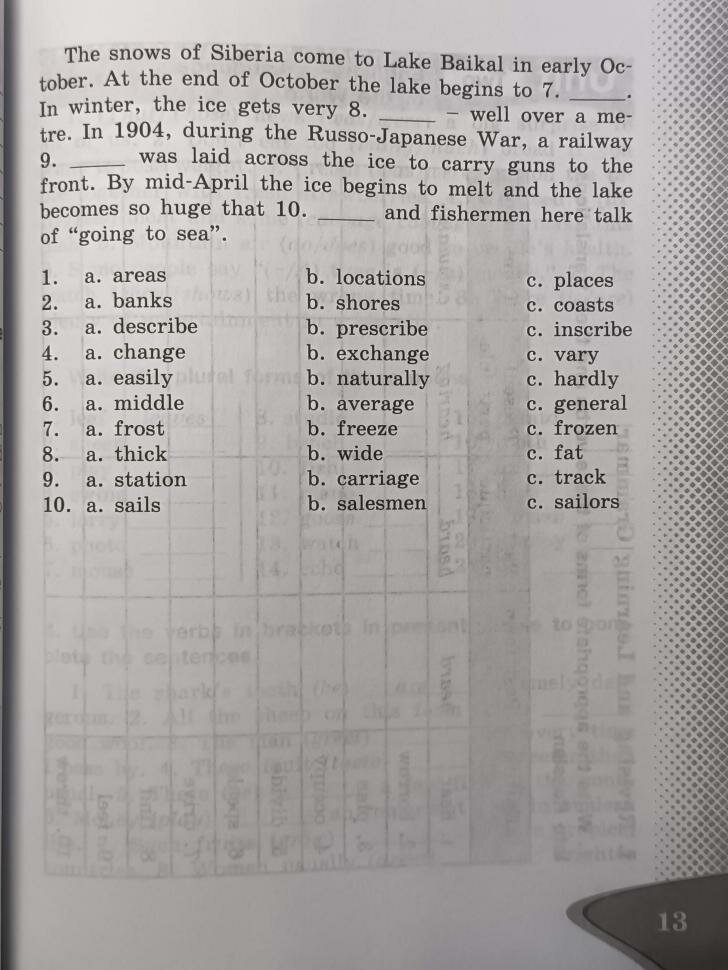 The snows of Siberia come to Lake Baikal in early Oc-
tober. At the end of October the lake begins to 7. _____.
In winter, the ice gets very 8. _____ – well over a me-
tre. In 1904, during the Russo-Japanese War, a railway
9. _____ was laid across the ice to carry guns to the
front. By mid-April the ice begins to melt and the lake
becomes so huge that 10. _____ and fishermen here talk
of “going to sea”.
1. a. areas b. locations c. places
2. a. banks b. shores c. coasts
3. a. describe b. prescribe c. inscribe
4. a. change b. exchange c. vary
5. a. easily b. naturally c. hardly
6. a. middle b. average c. general
7. a. frost b. freeze c. frozen
8. a. thick b. wide c. fat
9. a. station b. carriage c. track
10. a. sails b. salesmen c. sailors
13